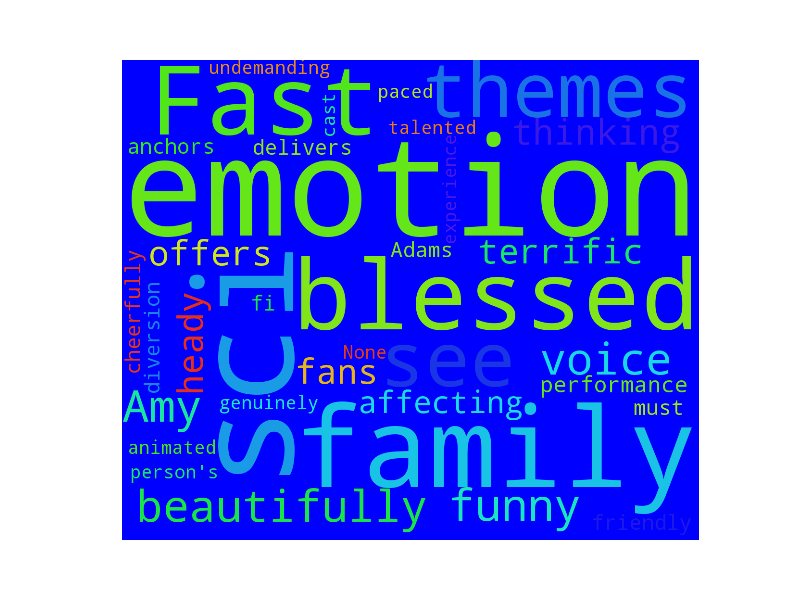 undemanding
Fast
themes
paced
cast
talented
thinking
anchors
delivers
emotion
experience
offers
Adams
terrific
cheerfully
diversion
heady
sci
fi
blessed
None
see
voice
fans
performance
Amy
genuinely
affecting
must
family
animated
person's
beautifully
funny
friendly